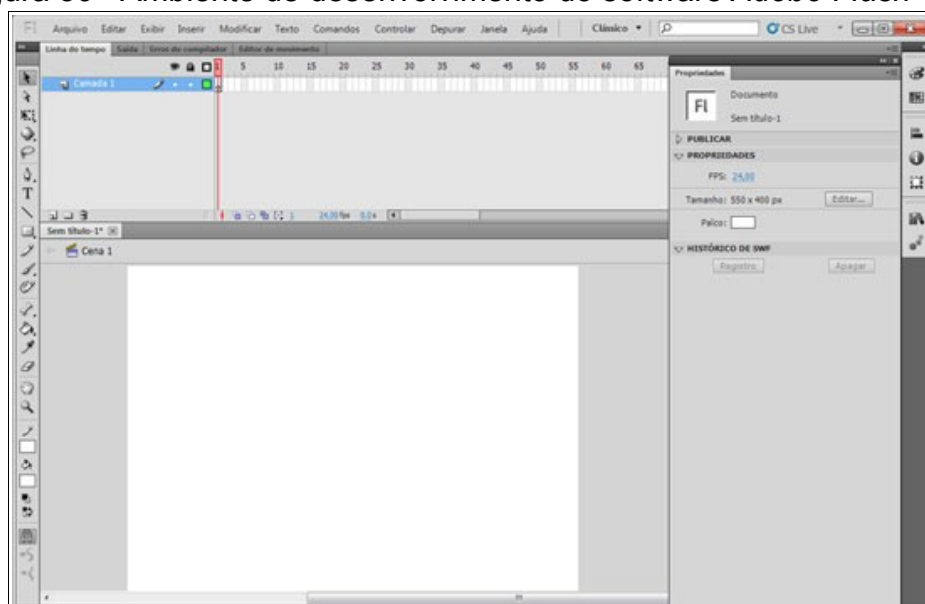 Ambiente de desenvolvimento do software Adobe Flash
Fl Arquivo Editar Exibir Inserir Modificar Texto Comandos Controlar Depurar Janela Ajuda Clássico CS Live
Linha do tempo Saída Erros do compilador Editor de movimento
1 5 10 15 20 25 30 35 40 45 50 55 60 65
Camada 1
1 24,00 fps 0,0 s
Sem título-1*
Cena 1
Propriedades
Fl
Documento
Sem título-1
PUBLICAR
PROPRIEDADES
FPS: 24,00
Tamanho: 550 x 400 px Editar...
Palco:
HISTÓRICO DE SWF
Registro Apagar
T